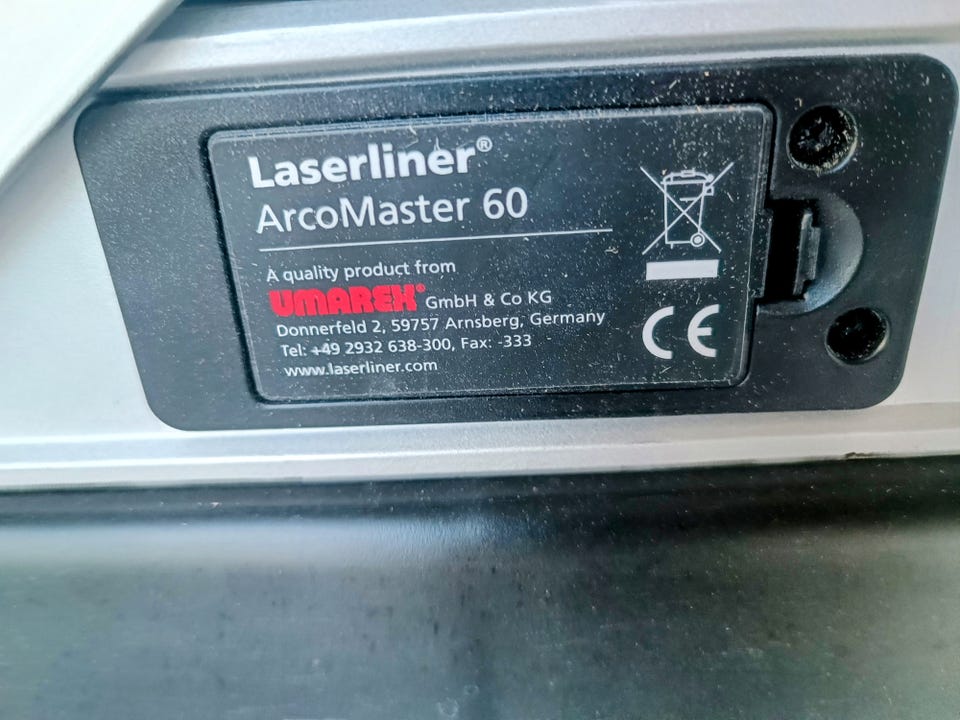 Laserliner®
ArcoMaster 60
A quality product from
UMAREX® GmbH & Co KG
Donnerfeld 2, 59757 Arnsberg, Germany
Tel: +49 2932 638-300, Fax: -333
www.laserliner.com
CE